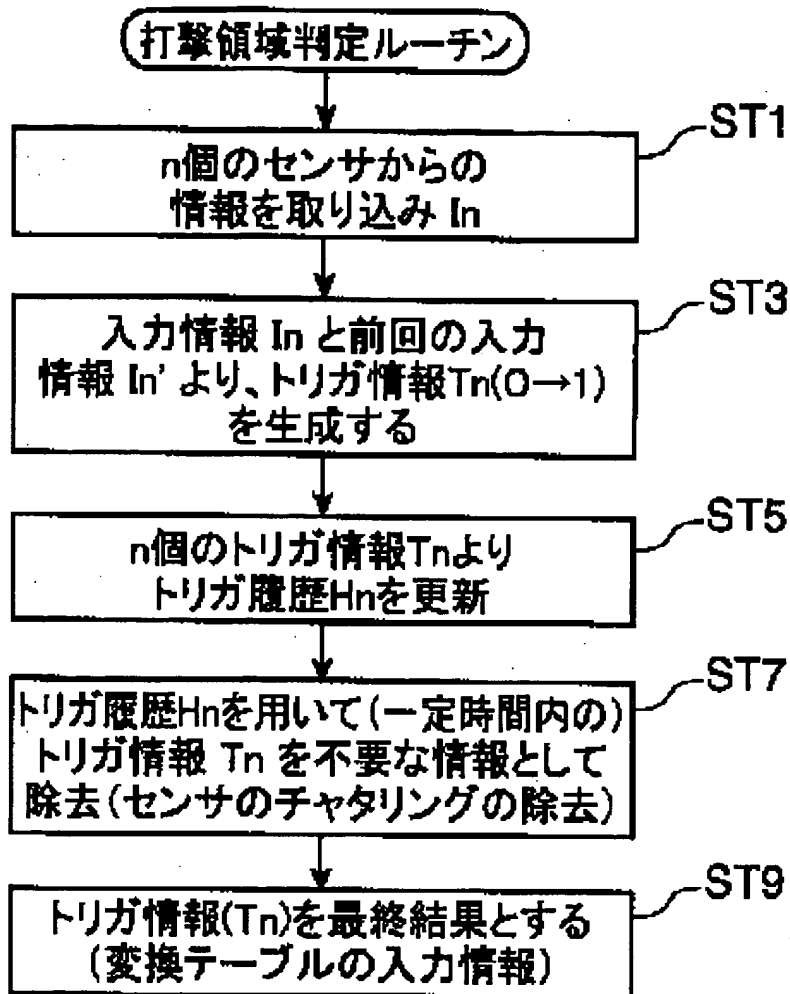 打撃領域判定ルーチン
ST1
n個のセンサからの
情報を取り込み In
ST3
入力情報 In と前回の入力
情報 In' より、トリガ情報Tn(0→1)
を生成する
ST5
n個のトリガ情報Tnより
トリガ履歴Hnを更新
ST7
トリガ履歴Hnを用いて(一定時間内の)
トリガ情報 Tn を不要な情報として
除去(センサのチャタリングの除去)
ST9
トリガ情報(Tn)を最終結果とする
(変換テーブルの入力情報)